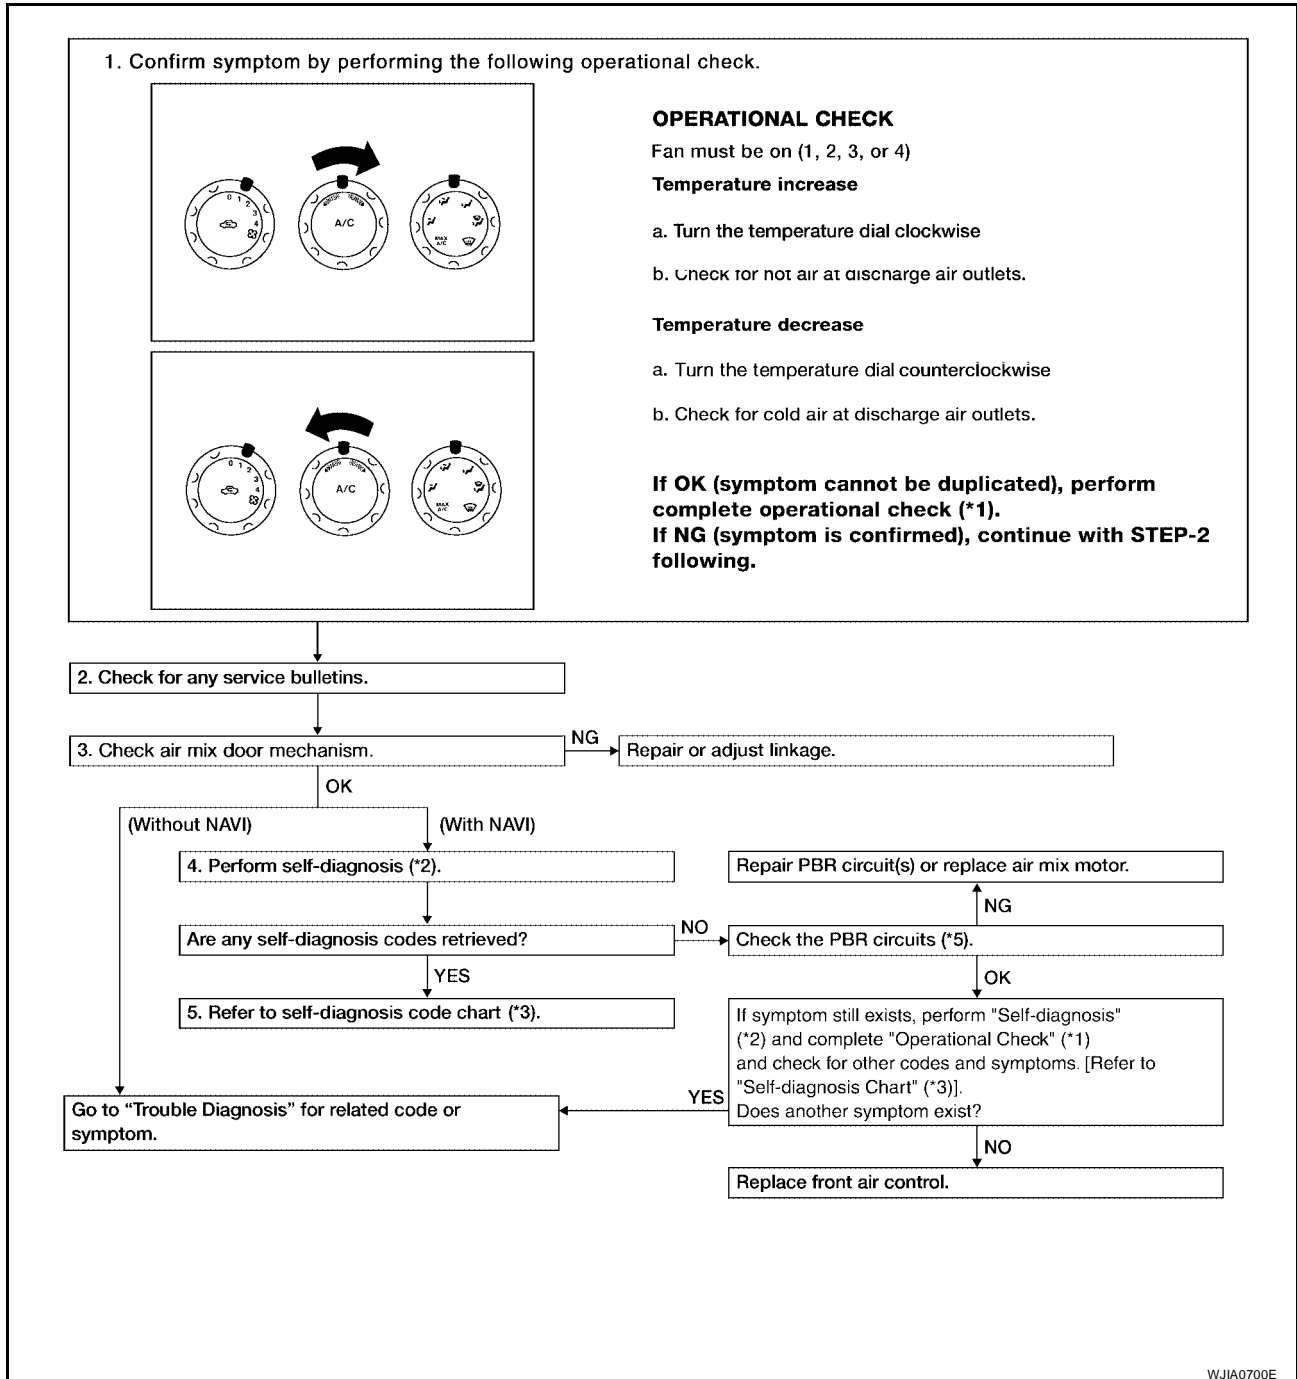 1. Confirm symptom by performing the following operational check.
OPERATIONAL CHECK
Fan must be on (1, 2, 3, or 4)
Temperature increase
a. Turn the temperature dial clockwise
b. Check for hot air at discharge air outlets.
0 1 2 3 4
A/C
MAX A/C
Temperature decrease
a. Turn the temperature dial counterclockwise
b. Check for cold air at discharge air outlets.
0 1 2 3 4
A/C
MAX A/C
If OK (symptom cannot be duplicated), perform
complete operational check (*1).
If NG (symptom is confirmed), continue with STEP-2
following.
2. Check for any service bulletins.
3. Check air mix door mechanism.
NG
Repair or adjust linkage.
OK
(Without NAVI)
(With NAVI)
4. Perform self-diagnosis (*2).
Repair PBR circuit(s) or replace air mix motor.
NG
Are any self-diagnosis codes retrieved?
NO
Check the PBR circuits (*5).
YES
OK
5. Refer to self-diagnosis code chart (*3).
If symptom still exists, perform "Self-diagnosis"
(*2) and complete "Operational Check" (*1)
and check for other codes and symptoms. [Refer to
"Self-diagnosis Chart" (*3)].
Does another symptom exist?
YES
Go to “Trouble Diagnosis” for related code or
symptom.
NO
Replace front air control.
WJIA0700E